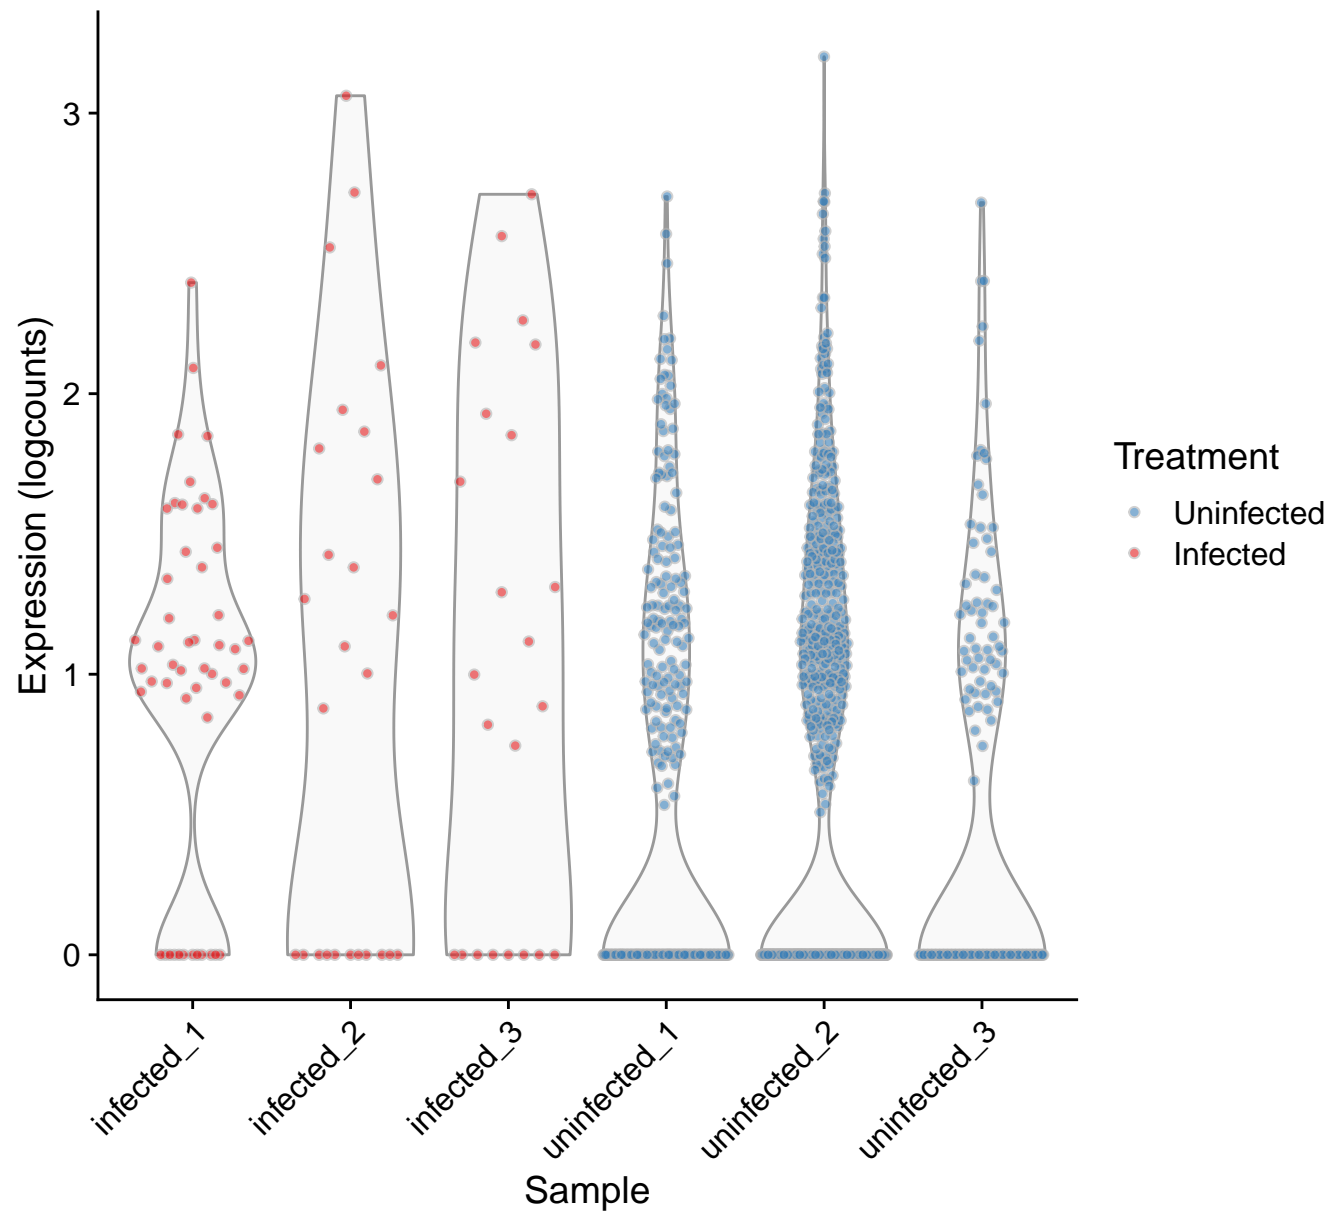 Expression (logcounts)
3
2
1
0
infected_1
infected_2
infected_3
uninfected_1
uninfected_2
uninfected_3
Sample
Treatment
Uninfected
Infected